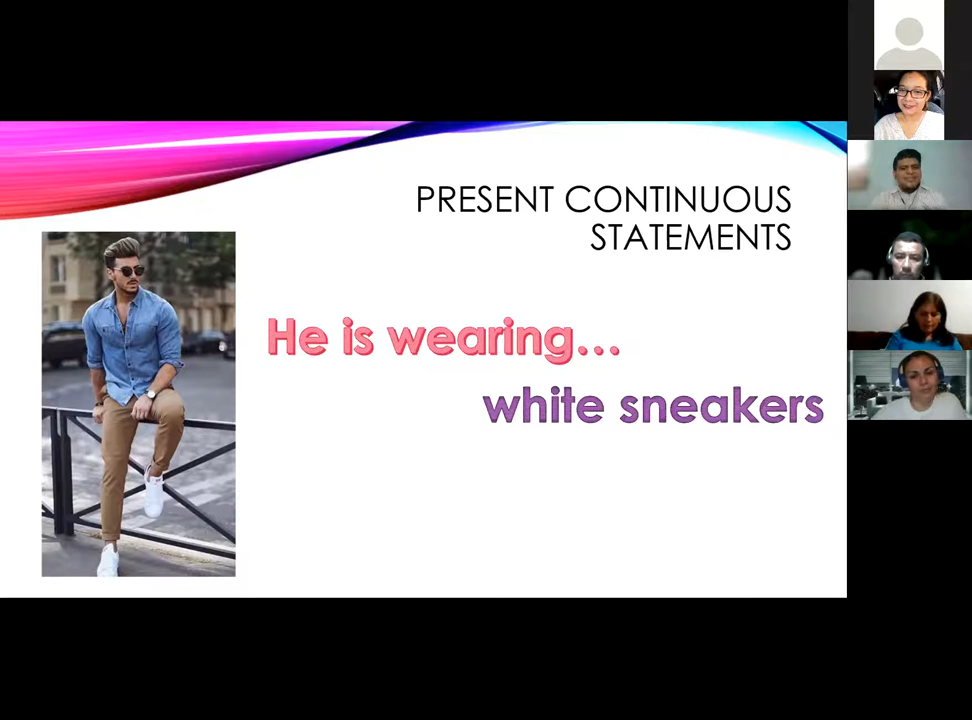 PRESENT CONTINUOUS
STATEMENTS
He is wearing...
white sneakers